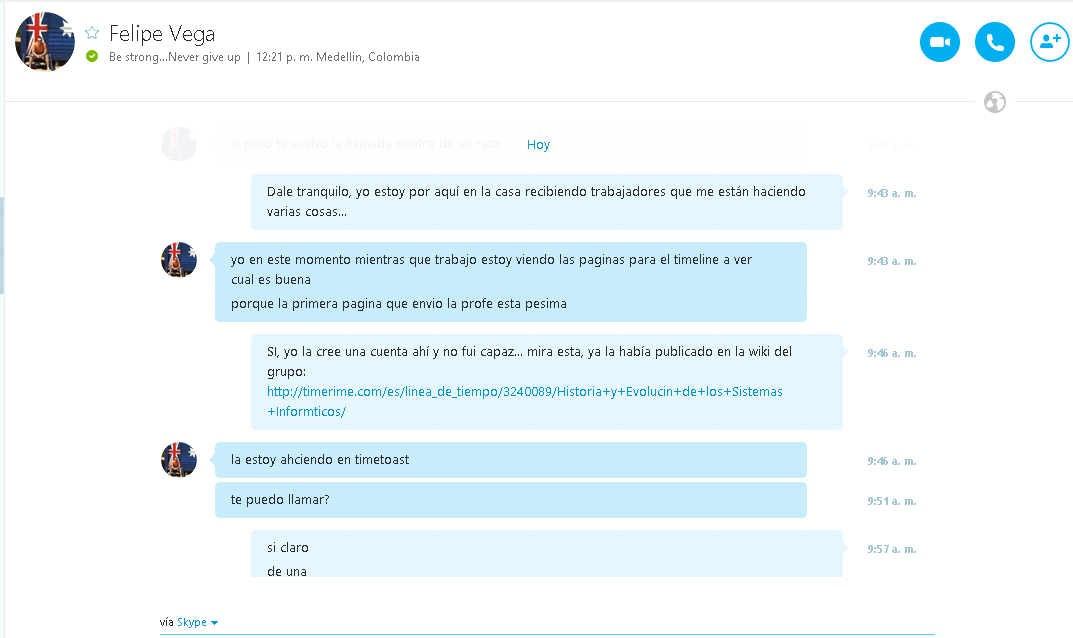 Felipe Vega
Be strong...Never give up | 12:21 p. m. Medellin, Colombia
si pero te vuelvo la llamada dentro de un rato
Hoy
Dale tranquilo, yo estoy por aquí en la casa recibiendo trabajadores que me están haciendo
varias cosas...
9:43 a. m.
yo en este momento mientras que trabajo estoy viendo las paginas para el timeline a ver
cual es buena
porque la primera pagina que envio la profe esta pesima
9:43 a. m.
SI, yo la cree una cuenta ahí y no fui capaz... mira esta, ya la había publicado en la wiki del
grupo:
http://timerime.com/es/linea_de_tiempo/3240089/Historia+y+Evolucin+de+los+Sistemas
+Informticos/
9:46 a. m.
la estoy ahciendo en timetoast
9:46 a. m.
te puedo llamar?
9:51 a. m.
si claro
de una
9:57 a. m.
vía Skype